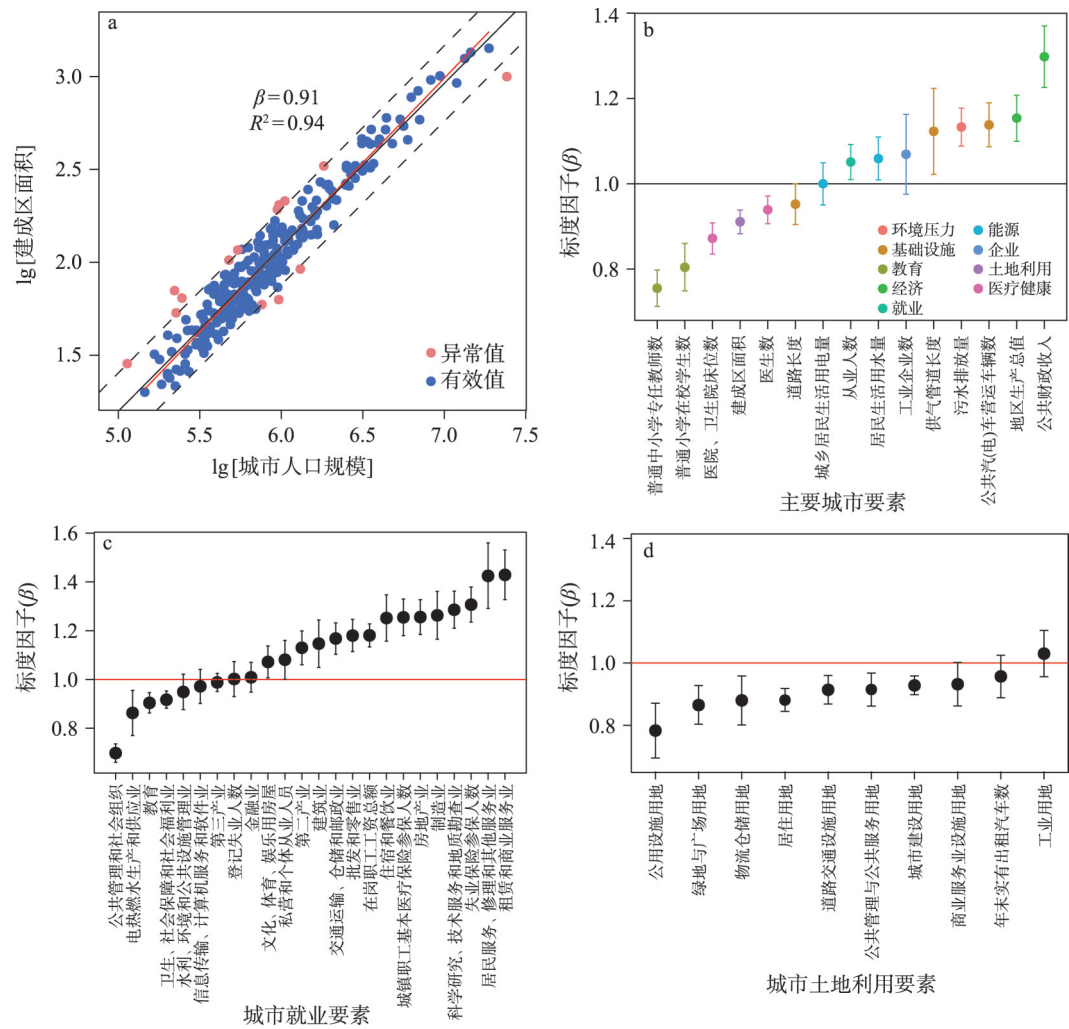 a
β=0.91
R²=0.94
异常值
有效值
3.0
2.5
2.0
1.5
5.0
5.5
6.0
6.5
7.0
7.5
lg[建成区面积]
lg[城市人口规模]
b
1.4
1.2
1.0
0.8
标度因子(β)
环境压力
基础设施
教育
经济
就业
能源
企业
土地利用
医疗健康
普通中小学专任教师数
普通小学在校学生数
医院、卫生院床位数
建成区面积
医生数
道路长度
城乡居民生活用电量
从业人数
居民生活用水量
工业企业数
供气管道长度
污水排放量
公共汽(电)车营运车辆数
地区生产总值
公共财政收入
主要城市要素
c
1.6
1.4
1.2
1.0
0.8
标度因子(β)
公共管理和社会组织
电热燃水生产和供应业
教育
卫生、社会保障和社会福利业
水利、环境和公共设施管理业
信息传输、计算机服务和软件业
第三产业
登记失业人数
金融业
文化、体育、娱乐用房屋
私营和个体从业人员
第二产业
建筑业
交通运输、仓储和邮政业
批发和零售业
在闵职工工资总额
住宿和餐饮业
城镇职工基本医疗保险参保人数
房地产业
制造业
科学研究、技术服务和地质勘查业
失业保险参保人数
居民服务、修理和其他服务业
租赁和商业服务业
城市就业要素
d
1.4
1.2
1.0
0.8
标度因子(β)
公用设施用地
绿地与广场用地
物流仓储用地
居住用地
道路交通设施用地
公共管理与公共服务用地
城市建设用地
商业服务业设施用地
年末实有出租汽车数
工业用地
城市土地利用要素